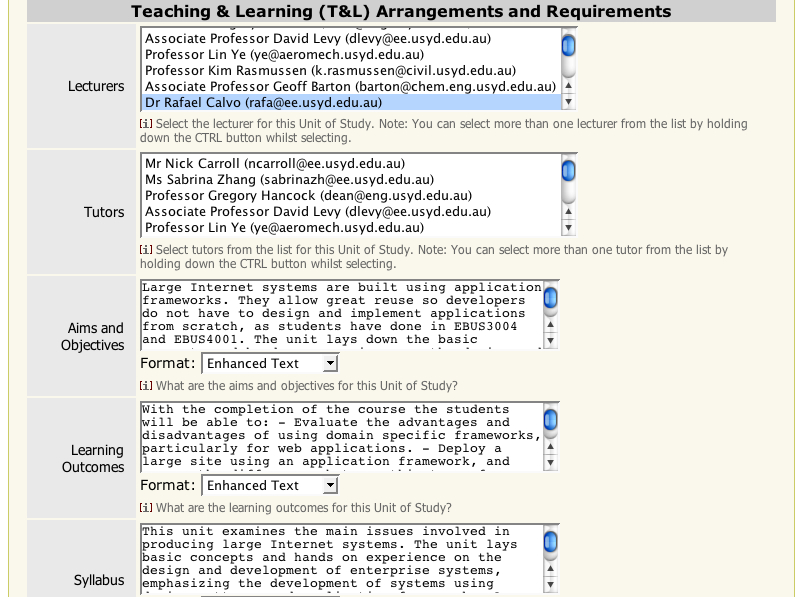 Teaching & Learning (T&L) Arrangements and Requirements
Lecturers
Associate Professor David Levy (dlevy@ee.usyd.edu.au)
Professor Lin Ye (ye@aeromech.usyd.edu.au)
Professor Kim Rasmussen (k.rasmussen@civil.usyd.edu.au)
Associate Professor Geoff Barton (barton@chem.eng.usyd.edu.au)
Dr Rafael Calvo (rafa@ee.usyd.edu.au)
[i] Select the lecturer for this Unit of Study. Note: You can select more than one lecturer from the list by holding
down the CTRL button whilst selecting.
Tutors
Mr Nick Carroll (ncarroll@ee.usyd.edu.au)
Ms Sabrina Zhang (sabrinazh@ee.usyd.edu.au)
Professor Gregory Hancock (dean@eng.usyd.edu.au)
Associate Professor David Levy (dlevy@ee.usyd.edu.au)
Professor Lin Ye (ye@aeromech.usyd.edu.au)
[i] Select tutors from the list for this Unit of Study. Note: You can select more than one tutor from the list by
holding down the CTRL button whilst selecting.
Aims and
Objectives
Large Internet systems are built using application
frameworks. They allow great reuse so developers
do not have to design and implement applications
from scratch, as students have done in EBUS3004
and EBUS4001. The unit lays down the basic
Format: Enhanced Text
[i] What are the aims and objectives for this Unit of Study?
Learning
Outcomes
With the completion of the course the students
will be able to: - Evaluate the advantages and
disadvantages of using domain specific frameworks,
particularly for web applications. - Deploy a
large site using an application framework, and
Format: Enhanced Text
[i] What are the learning outcomes for this Unit of Study?
Syllabus
This unit examines the main issues involved in
producing large Internet systems. The unit lays
basic concepts and hands on experience on the
design and development of enterprise systems,
emphasizing the development of systems using